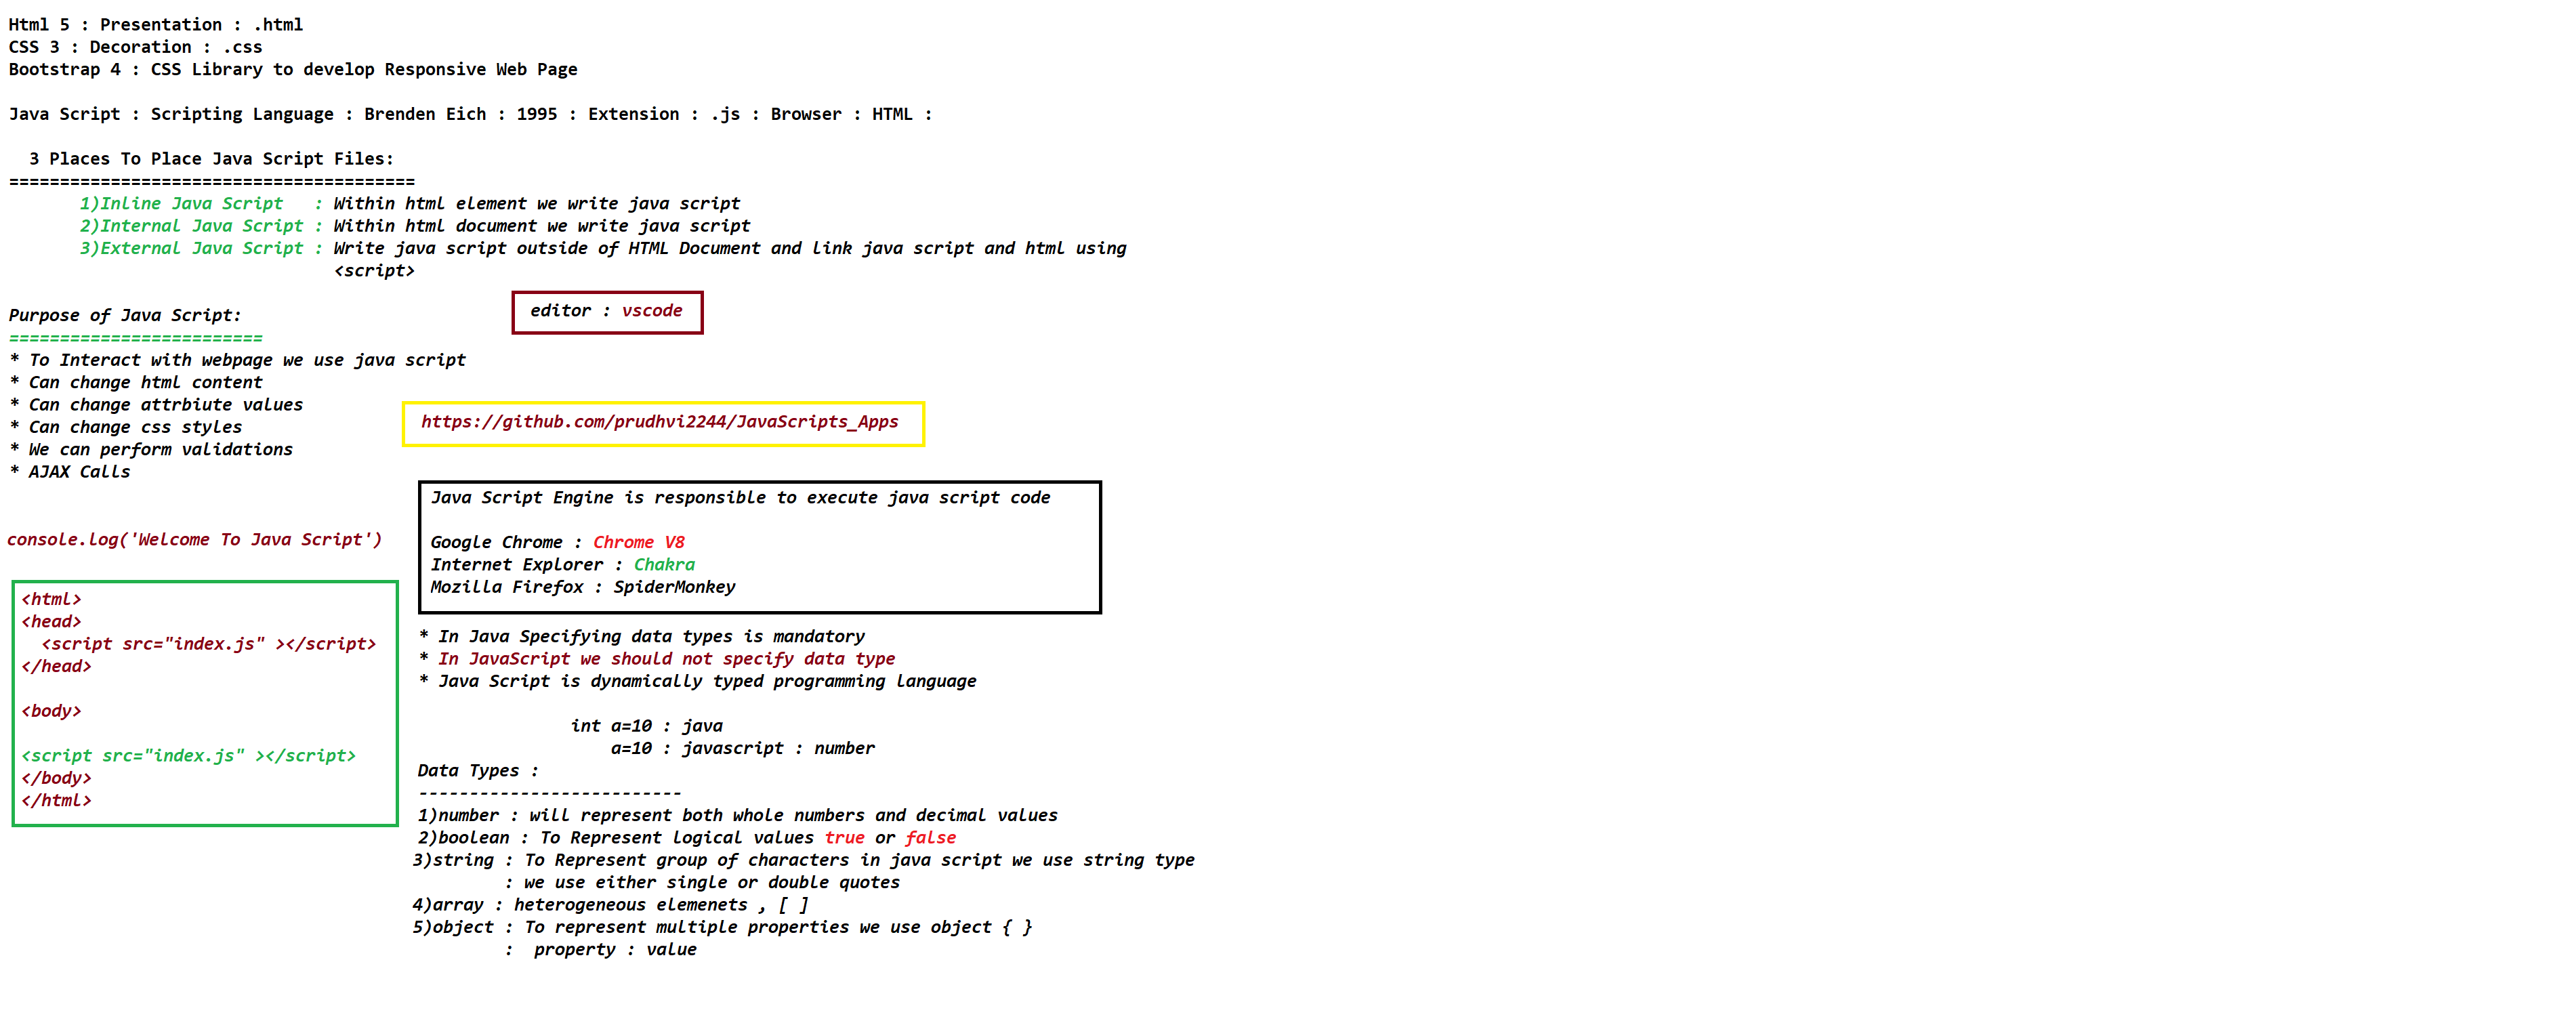 Html 5 : Presentation : .html
CSS 3 : Decoration : .css
Bootstrap 4 : CSS Library to develop Responsive Web Page
Java Script : Scripting Language : Brenden Eich : 1995 : Extension : .js : Browser : HTML :
3 Places To Place Java Script Files:
========================================
1)Inline Java Script : Within html element we write java script
2)Internal Java Script : Within html document we write java script
3)External Java Script : Write java script outside of HTML Document and link java script and html using
<script>
editor : vscode
Purpose of Java Script:
=========================
* To Interact with webpage we use java script
* Can change html content
* Can change attrbiute values
* Can change css styles
* We can perform validations
* AJAX Calls
https://github.com/prudhvi2244/JavaScripts_Apps
console.log('Welcome To Java Script')
<html>
<head>
<script src="index.js" ></script>
</head>
<body>
<script src="index.js" ></script>
</body>
</html>
Java Script Engine is responsible to execute java script code
Google Chrome : Chrome V8
Internet Explorer : Chakra
Mozilla Firefox : SpiderMonkey
* In Java Specifying data types is mandatory
* In JavaScript we should not specify data type
* Java Script is dynamically typed programming language
int a=10 : java
a=10 : javascript : number
Data Types :
--------------------------
1)number : will represent both whole numbers and decimal values
2)boolean : To Represent logical values true or false
3)string : To Represent group of characters in java script we use string type
: we use either single or double quotes
4)array : heterogeneous elemenets , [ ]
5)object : To represent multiple properties we use object { }
: property : value